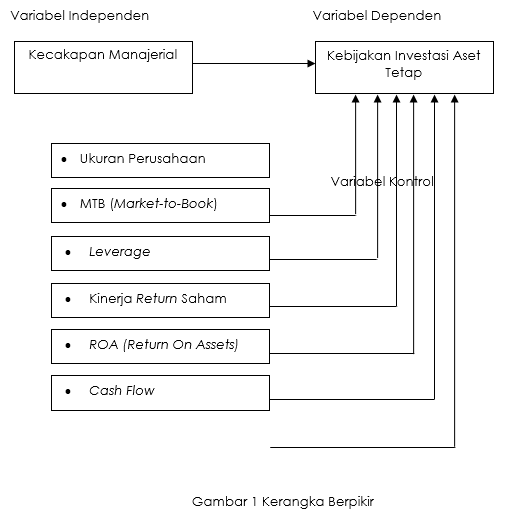 Variabel Independen
Variabel Dependen
Kecakapan Manajerial
Kebijakan Investasi Aset
Tetap
• Ukuran Perusahaan
Variabel Kontrol
• MTB (Market-to-Book)
• Leverage
• Kinerja Return Saham
• ROA (Return On Assets)
• Cash Flow
Gambar 1 Kerangka Berpikir